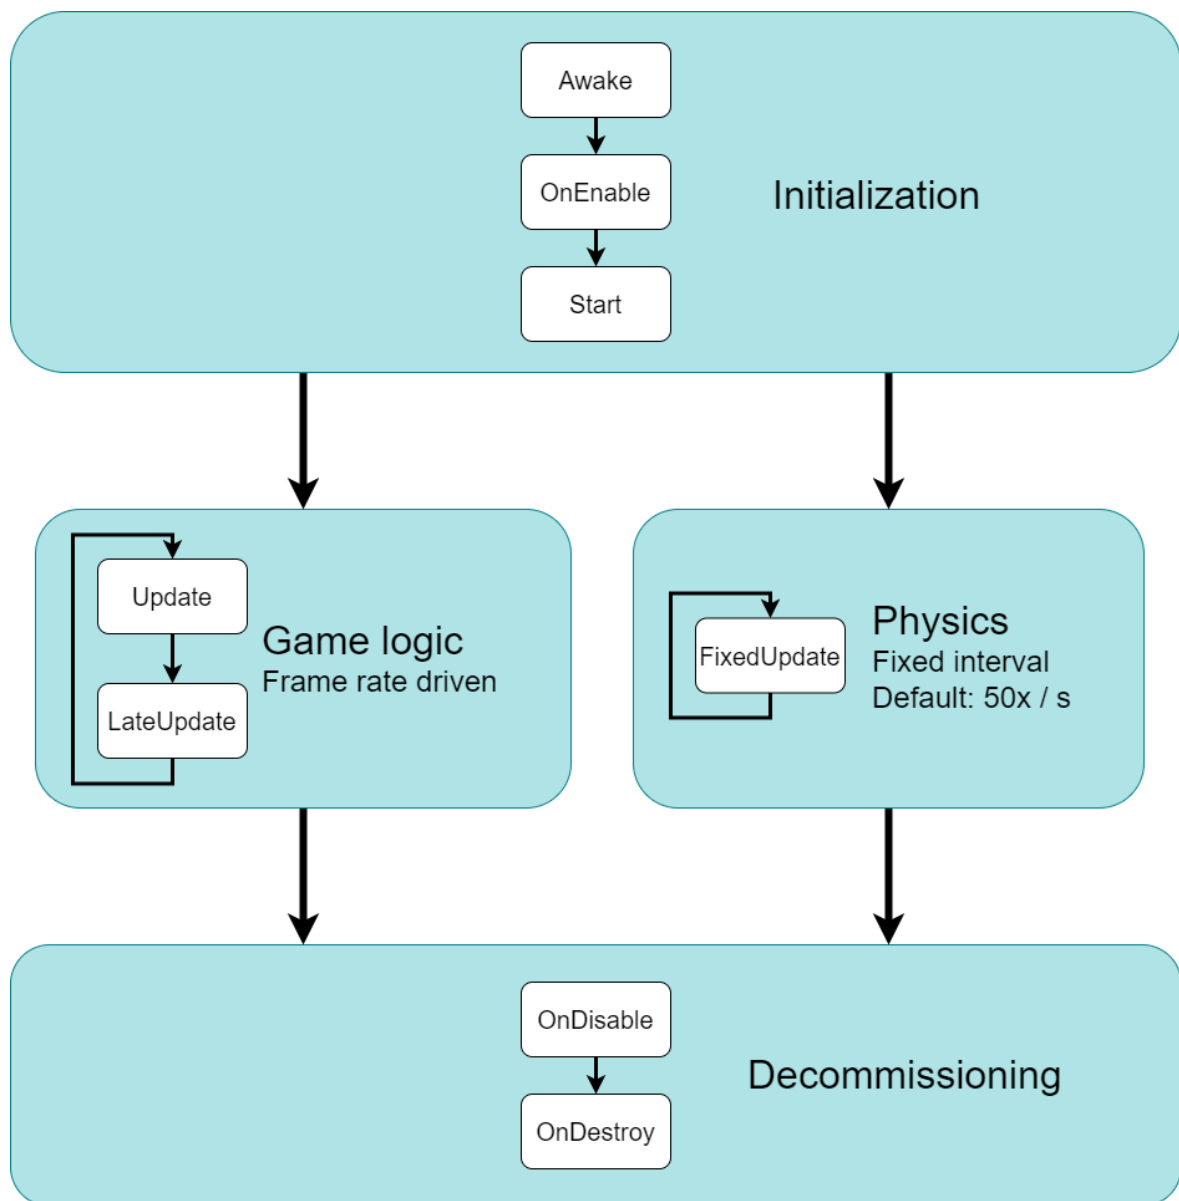 Awake
OnEnable
Initialization
Start
Update
Game logic
Frame rate driven
LateUpdate
FixedUpdate
Physics
Fixed interval
Default: 50x / s
OnDisable
Decommissioning
OnDestroy